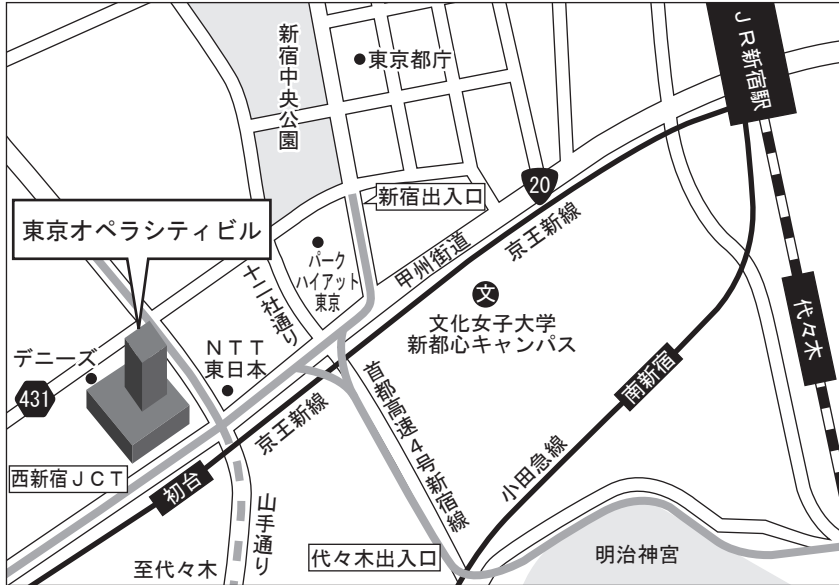 JR新宿駅
新宿中央公園
東京都庁
20
新宿出入口
東京オペラシティビル
パーク
ハイアット
東京
甲州街道
京王新線
十二社通り
文
文化女子大学
新都心キャンパス
代々木
デニーズ
NTT
東日本
431
南新宿
京王新線
首都高速4号新宿線
小田急線
西新宿JCT
初台
山手通り
代々木出入口
明治神宮
至代々木